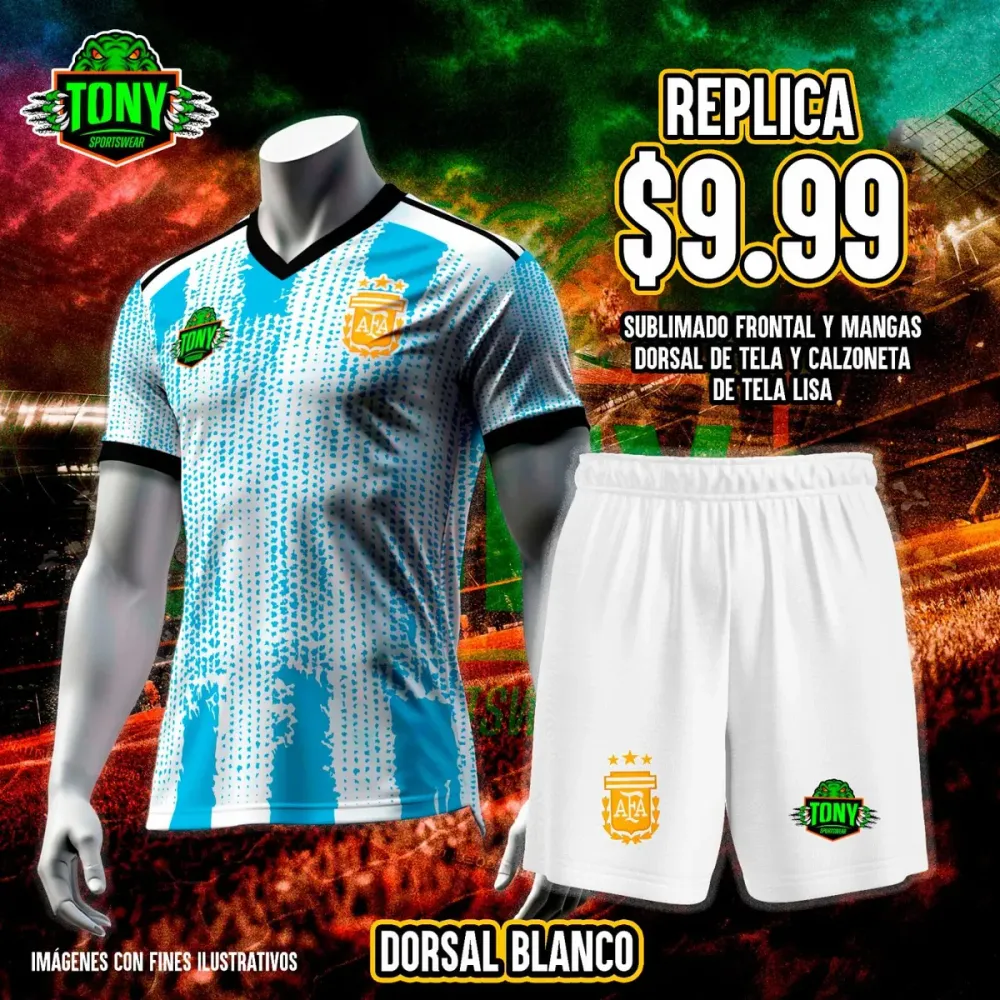 TONY
SPORTSWEAR
REPLICA
$9.99
SUBLIMADO FRONTAL Y MANGAS
DORSAL DE TELA Y CALZONETA
DE TELA LISA
TONY
AFA
AFA
TONY
SPORTSWEAR
DORSAL BLANCO
IMÁGENES CON FINES ILUSTRATIVOS